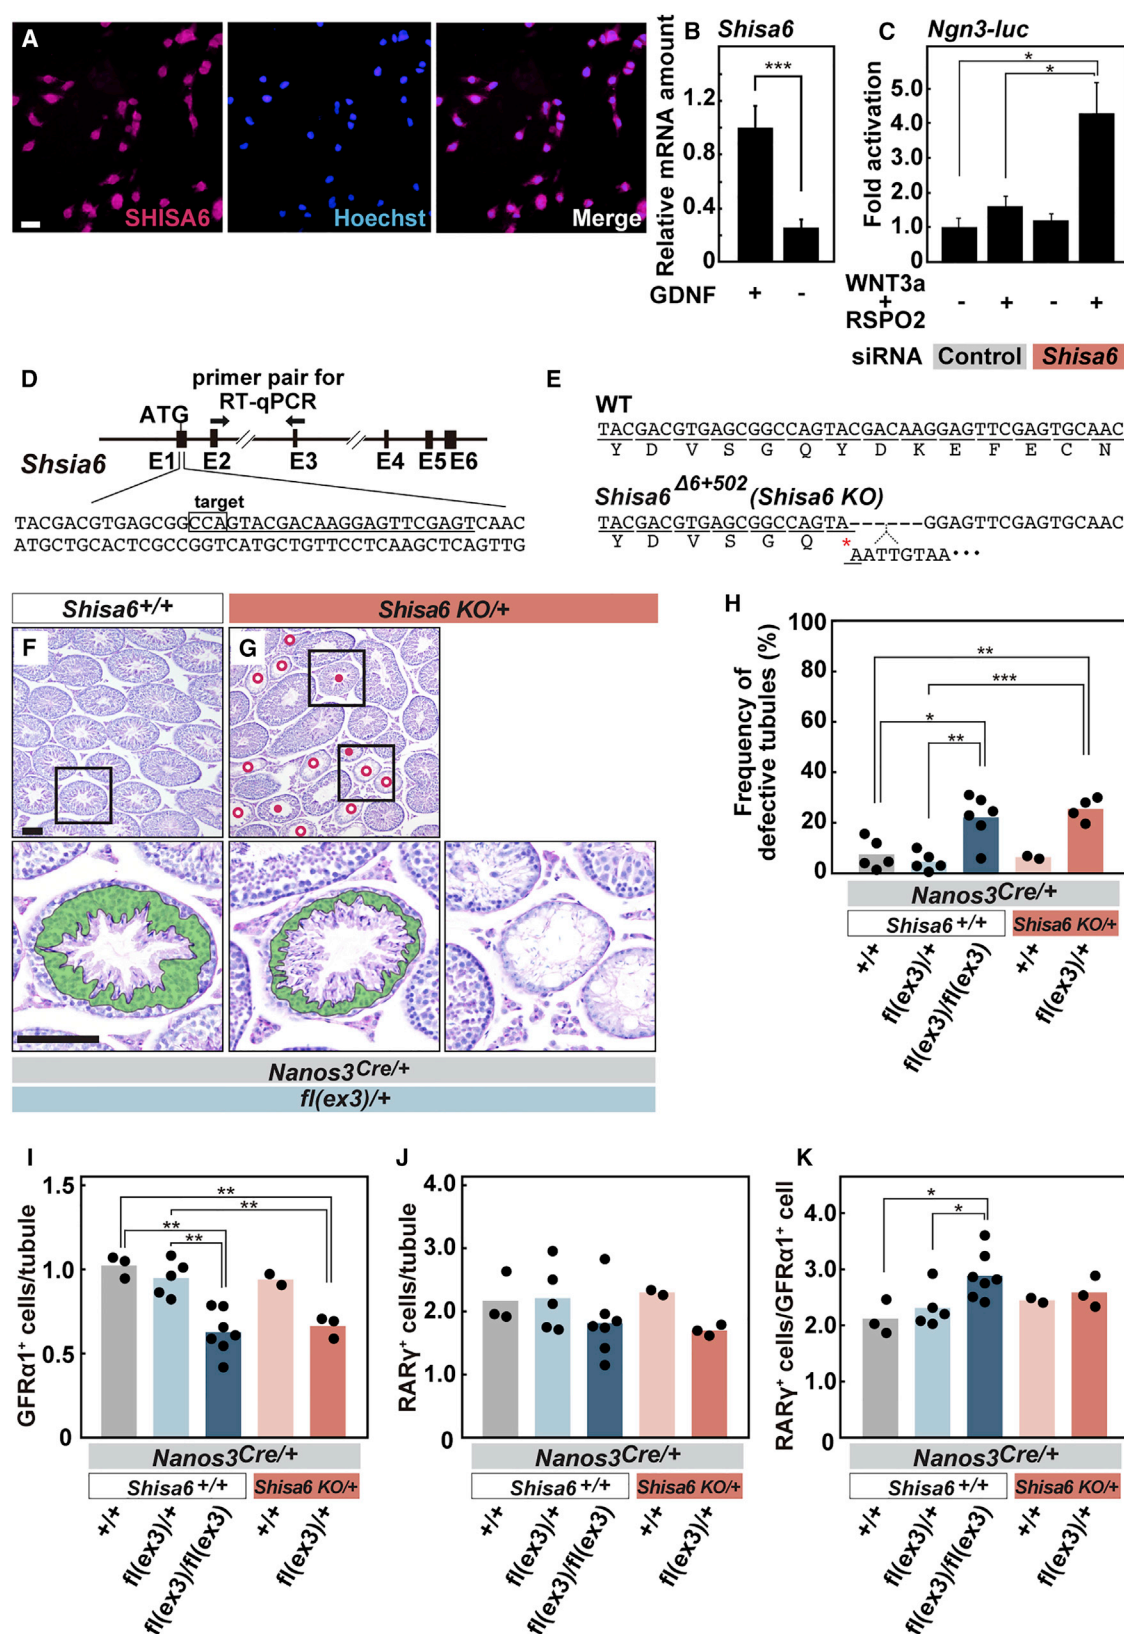 A
SHISA6
Hoechst
Merge
B
Shisa6
Relative mRNA amount
1.2
0.8
0.4
0
***
GDNF
+
-
C
Ngn3-luc
Fold activation
5.0
4.0
3.0
2.0
1.0
0
*
*
WNT3a
+
RSPO2
-
+
-
+
siRNA
Control
Shisa6
D
primer pair for
RT-qPCR
ATG
Shsia6
E1
E2
E3
E4
E5
E6
target
TACGACGTGAGCGGCCAGTACGACAAGGAGTTCGAGTCAAC
ATGCTGCACTCGCCGGTCATGCTGTTCCTCAAGCTCAGTTG
E
WT
TACGACGTGAGCGGCCAGTACGACAAGGAGTTCGAGTGCAAC
Y D V S G Q Y D K E F E C N
Shisa6 Δ6+502 (Shisa6 KO)
TACGACGTGAGCGGCCAGTA------GGAGTTCGAGTGCAAC
Y D V S G Q *
AATTGTAA•••
Shisa6+/+
Shisa6 KO/+
F
G
Nanos3Cre/+
fl(ex3)/+
H
Frequency of
defective tubules (%)
100
80
60
40
20
0
**
***
*
**
Nanos3Cre/+
Shisa6+/+
Shisa6 KO/+
+/+
fl(ex3)/+
fl(ex3)/fl(ex3)
+/+
fl(ex3)/+
I
GFRα1+ cells/tubule
1.5
1.0
0.5
0
**
**
**
**
Nanos3Cre/+
Shisa6+/+
Shisa6 KO/+
+/+
fl(ex3)/+
fl(ex3)/fl(ex3)
+/+
fl(ex3)/+
J
RARγ+ cells/tubule
4.0
3.0
2.0
1.0
0
Nanos3Cre/+
Shisa6+/+
Shisa6 KO/+
+/+
fl(ex3)/+
fl(ex3)/fl(ex3)
+/+
fl(ex3)/+
K
RARγ+ cells/GFRα1+ cell
4.0
3.0
2.0
1.0
0
*
*
Nanos3Cre/+
Shisa6+/+
Shisa6 KO/+
+/+
fl(ex3)/+
fl(ex3)/fl(ex3)
+/+
fl(ex3)/+